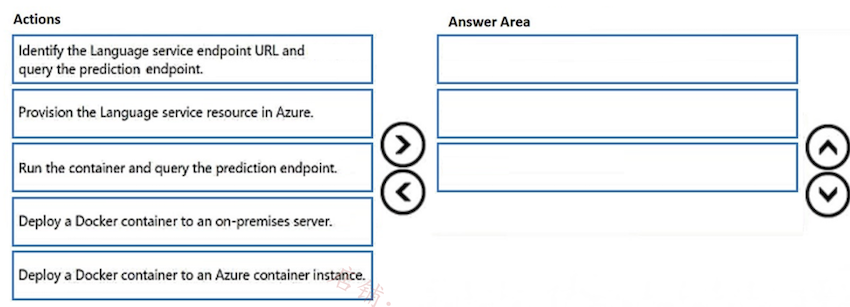 Actions
Answer Area
Identify the Language service endpoint URL and
query the prediction endpoint.
Provision the Language service resource in Azure.
Run the container and query the prediction endpoint.
Deploy a Docker container to an on-premises server.
Deploy a Docker container to an Azure container instance.